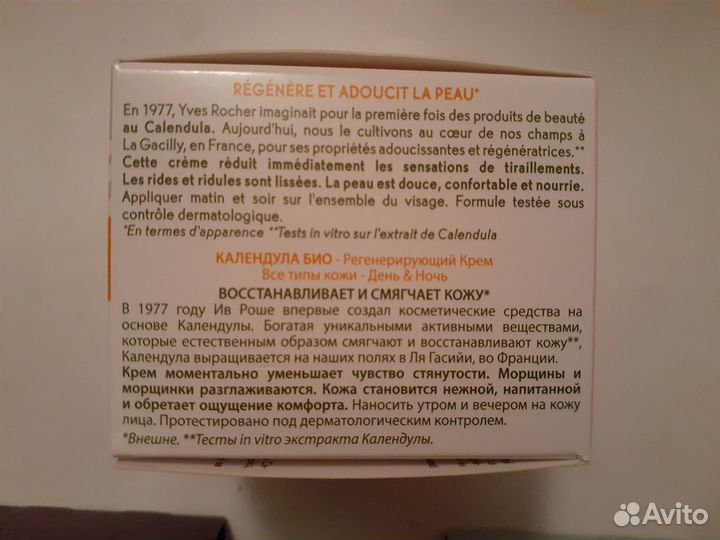 RÉGÉNÈRE ET ADOUCIT LA PEAU*
En 1977, Yves Rocher imaginait pour la première fois des produits de beauté
au Calendula. Aujourd'hui, nous le cultivons au cœur de nos champs à
La Gacilly, en France, pour ses propriétés adoucissantes et régénératrices.**
Cette crème réduit immédiatement les sensations de tiraillements.
Les rides et ridules sont lissées. La peau est douce, confortable et nourrie.
Appliquer matin et soir sur l'ensemble du visage. Formule testée sous
contrôle dermatologique.
*En termes d'apparence **Tests in vitro sur l'extrait de Calendula
КАЛЕНДУЛА БИО - Регенерирующий Крем
Все типы кожи - День & Ночь
ВОССТАНАВЛИВАЕТ И СМЯГЧАЕТ КОЖУ*
В 1977 году Ив Роше впервые создал косметические средства на
основе Календулы. Богатая уникальными активными веществами,
которые естественным образом смягчают и восстанавливают кожу**,
Календула выращивается на наших полях в Ля Гасийи, во Франции.
Крем моментально уменьшает чувство стянутости. Морщины и
морщинки разглаживаются. Кожа становится нежной, напитанной
и обретает ощущение комфорта. Наносить утром и вечером на кожу
лица. Протестировано под дерматологическим контролем.
*Внешне. **Тесты in vitro экстракта Календулы.
Avito